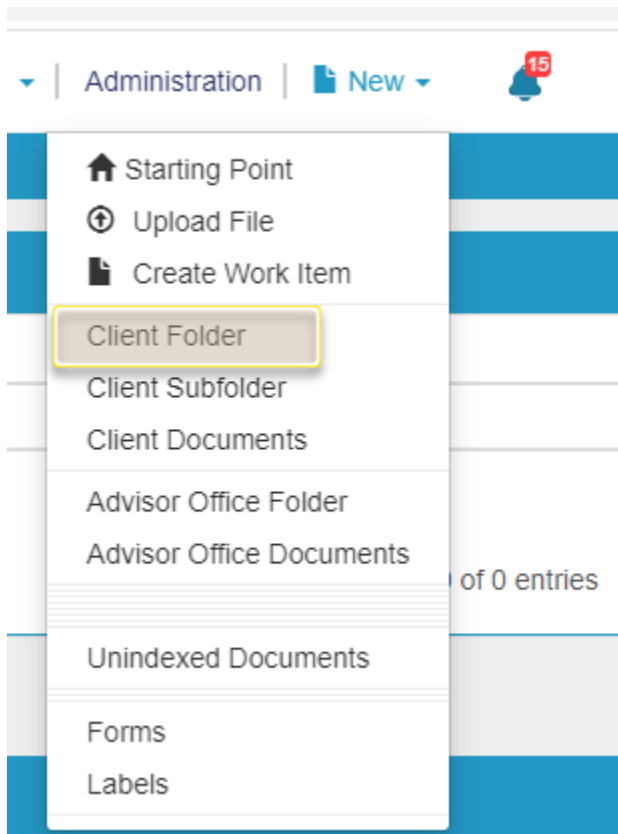 Administration New 15
Starting Point
Upload File
Create Work Item
Client Folder
Client Subfolder
Client Documents
Advisor Office Folder
Advisor Office Documents
of 0 entries
Unindexed Documents
Forms
Labels